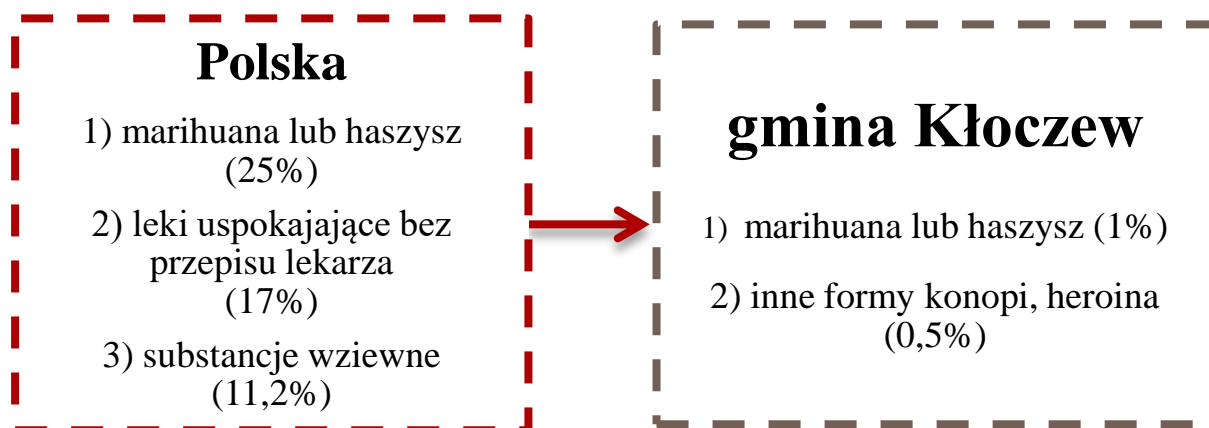 Polska
1) marihuana lub haszysz
(25%)
2) leki uspokajające bez
przepisu lekarza
(17%)
3) substancje wziewne
(11,2%)
gmina Kłoczew
1) marihuana lub haszysz (1%)
2) inne formy konopi, heroina
(0,5%)